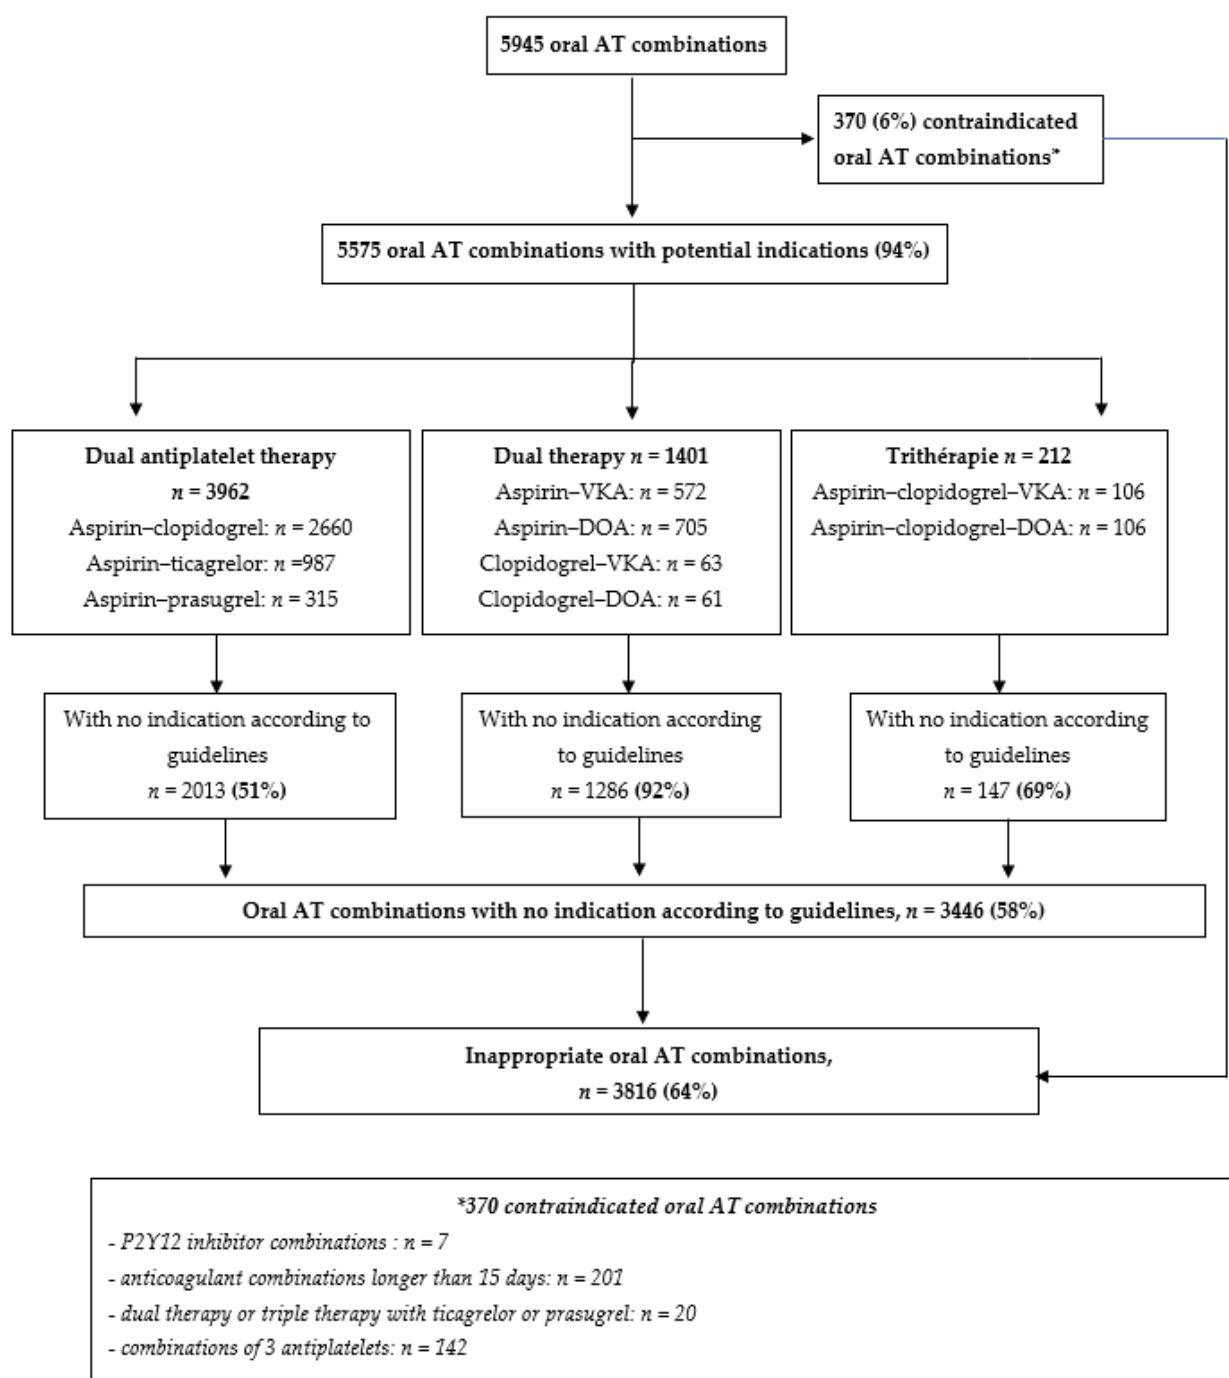 5945 oral AT combinations
370 (6%) contraindicated
oral AT combinations*
5575 oral AT combinations with potential indications (94%)
Dual antiplatelet therapy
n = 3962
Aspirin–clopidogrel: n = 2660
Aspirin–ticagrelor: n =987
Aspirin–prasugrel: n = 315
Dual therapy n = 1401
Aspirin–VKA: n = 572
Aspirin–DOA: n = 705
Clopidogrel–VKA: n = 63
Clopidogrel–DOA: n = 61
Trithérapie n = 212
Aspirin–clopidogrel–VKA: n = 106
Aspirin–clopidogrel–DOA: n = 106
With no indication according to
guidelines
n = 2013 (51%)
With no indication according
to guidelines
n = 1286 (92%)
With no indication according
to guidelines
n = 147 (69%)
Oral AT combinations with no indication according to guidelines, n = 3446 (58%)
Inappropriate oral AT combinations,
n = 3816 (64%)
*370 contraindicated oral AT combinations
- P2Y12 inhibitor combinations : n = 7
- anticoagulant combinations longer than 15 days: n = 201
- dual therapy or triple therapy with ticagrelor or prasugrel: n = 20
- combinations of 3 antiplatelets: n = 142